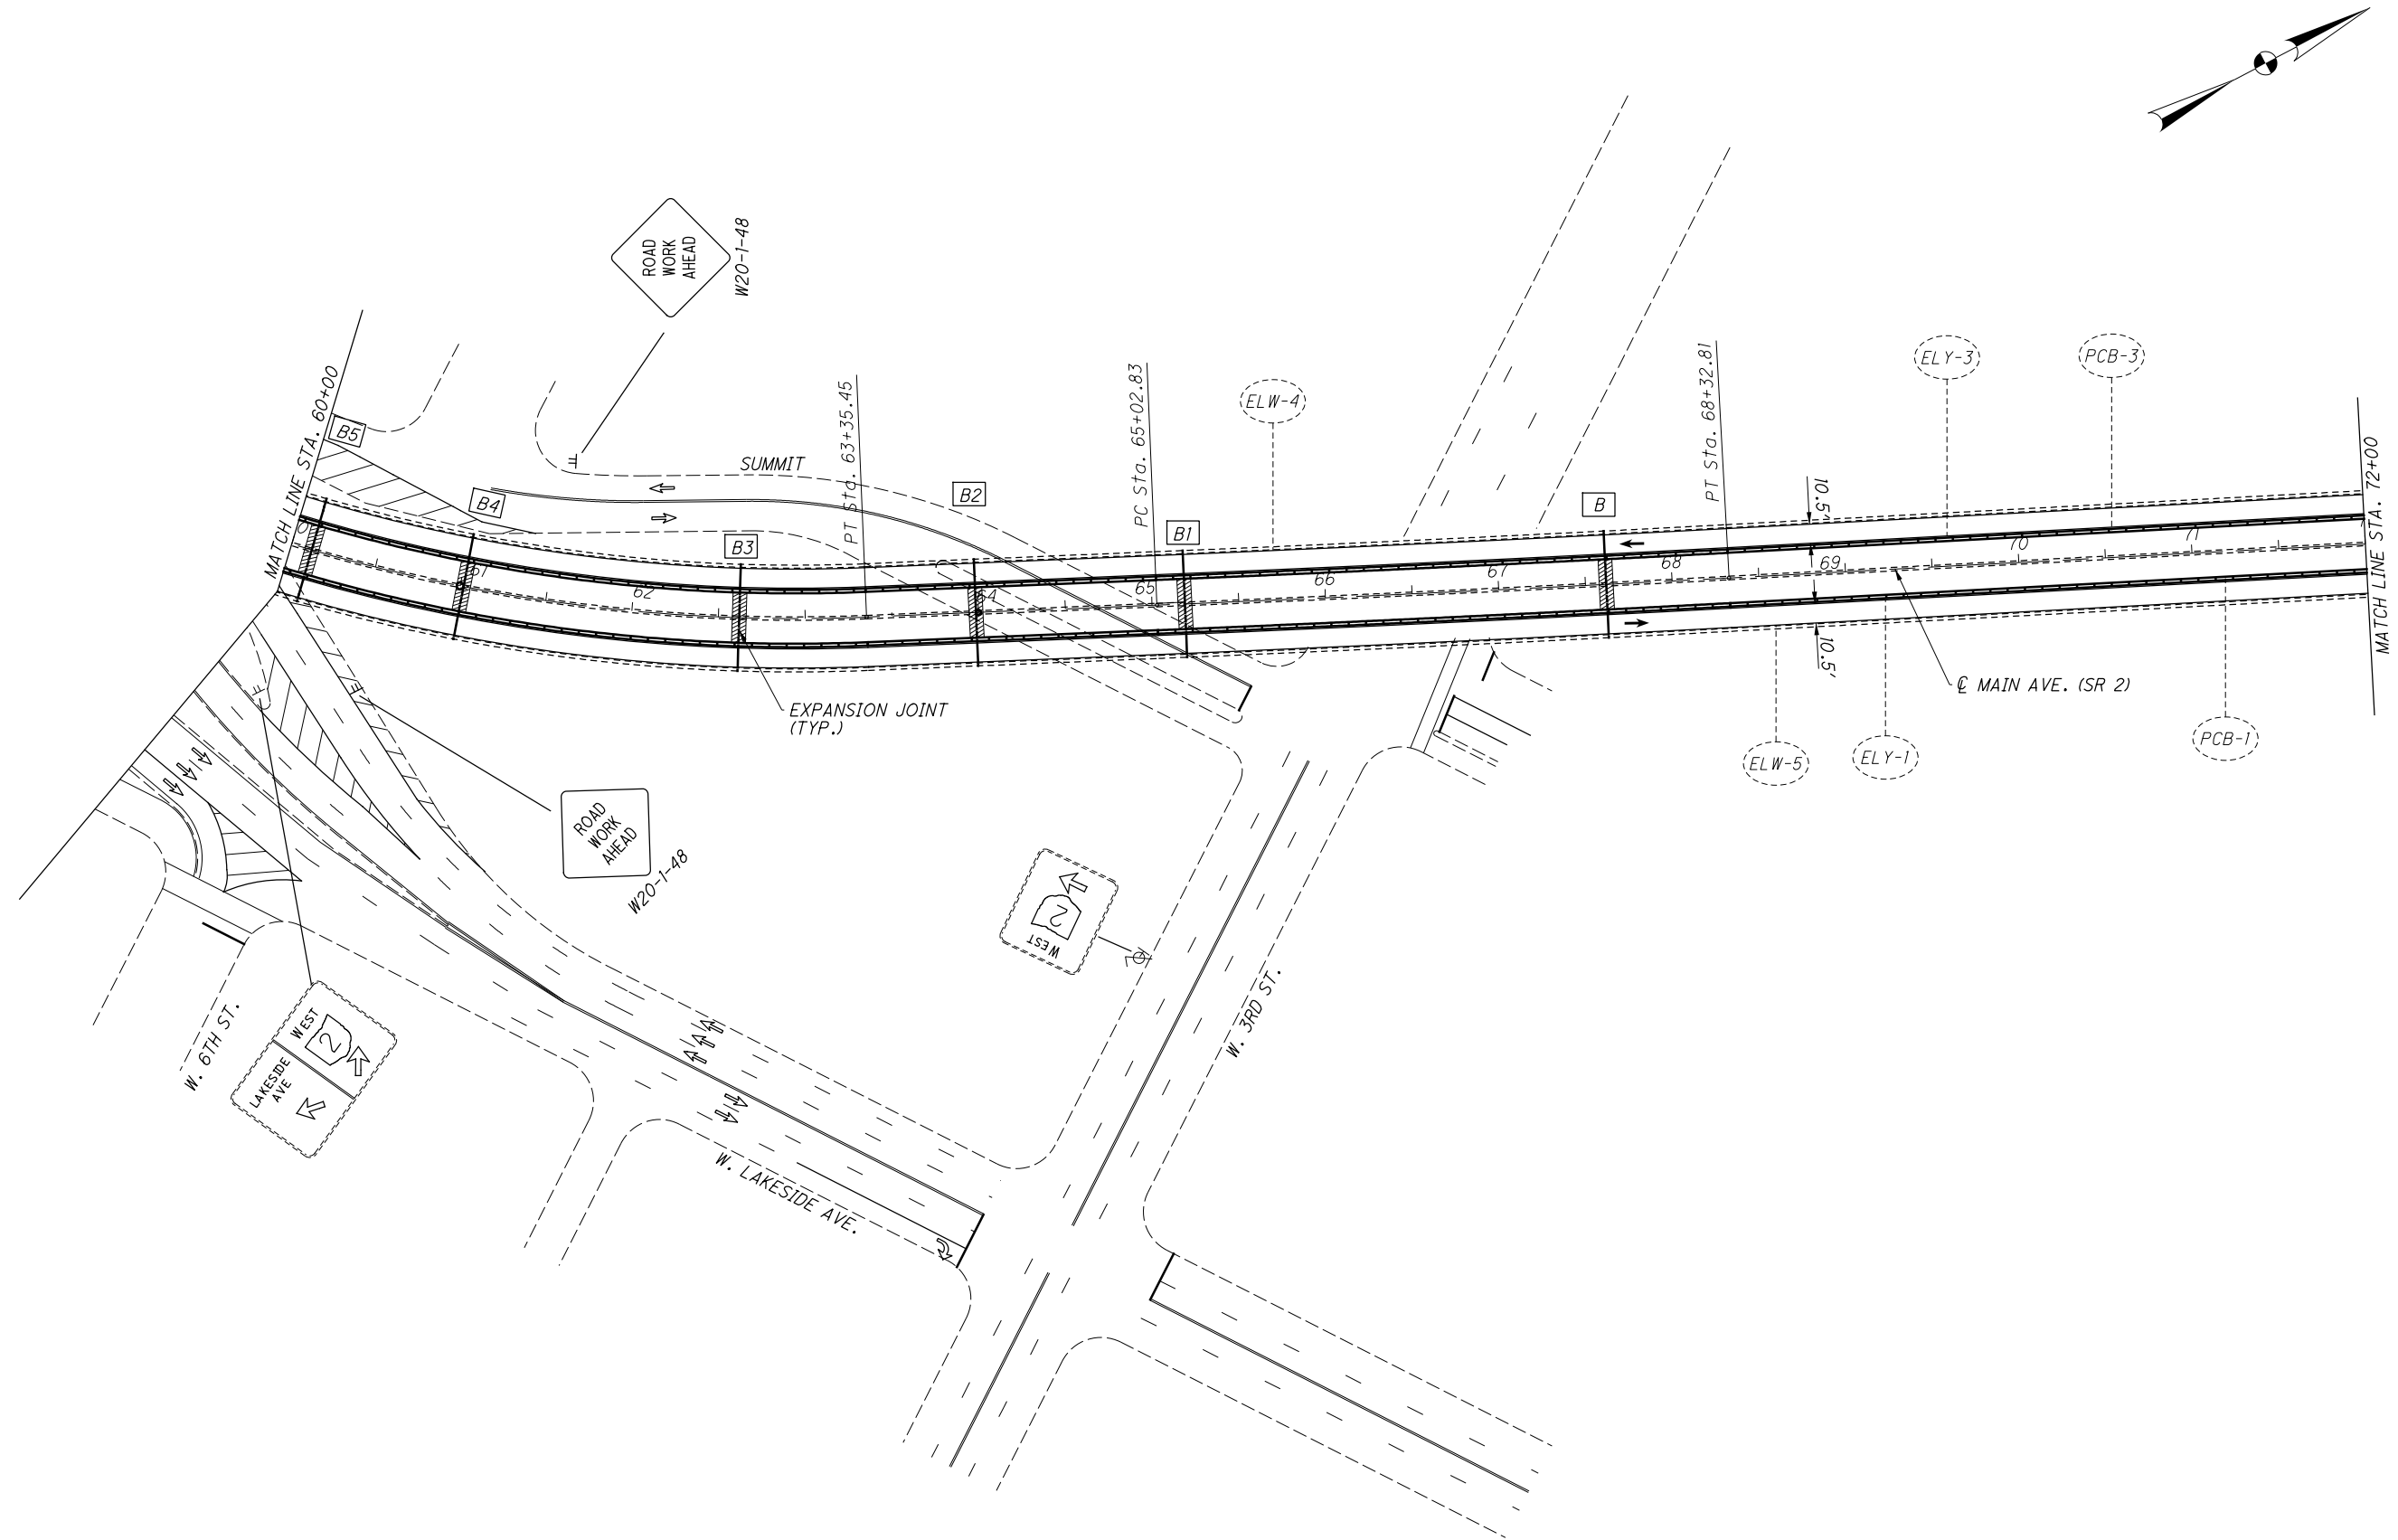 ROAD
WORK
AHEAD
W20-1-48
MATCH LINE STA. 60+00
B5
B4
SUMMIT
B3
PT Sta. 63+35.45
B2
PC Sta. 65+02.83
B1
ELW-4
B
PT Sta. 68+32.81
10.5'
ELY-3
PCB-3
MATCH LINE STA. 72+00
61
62
64
65
66
67
68
69
70
71
10.5'
℄ MAIN AVE. (SR 2)
EXPANSION JOINT
(TYP.)
ELW-5
ELY-1
PCB-1
ROAD
WORK
AHEAD
W20-1-48
WEST
2
W. 3RD ST.
W. 6TH ST.
WEST
2
LAKESIDE
AVE
W. LAKESIDE AVE.